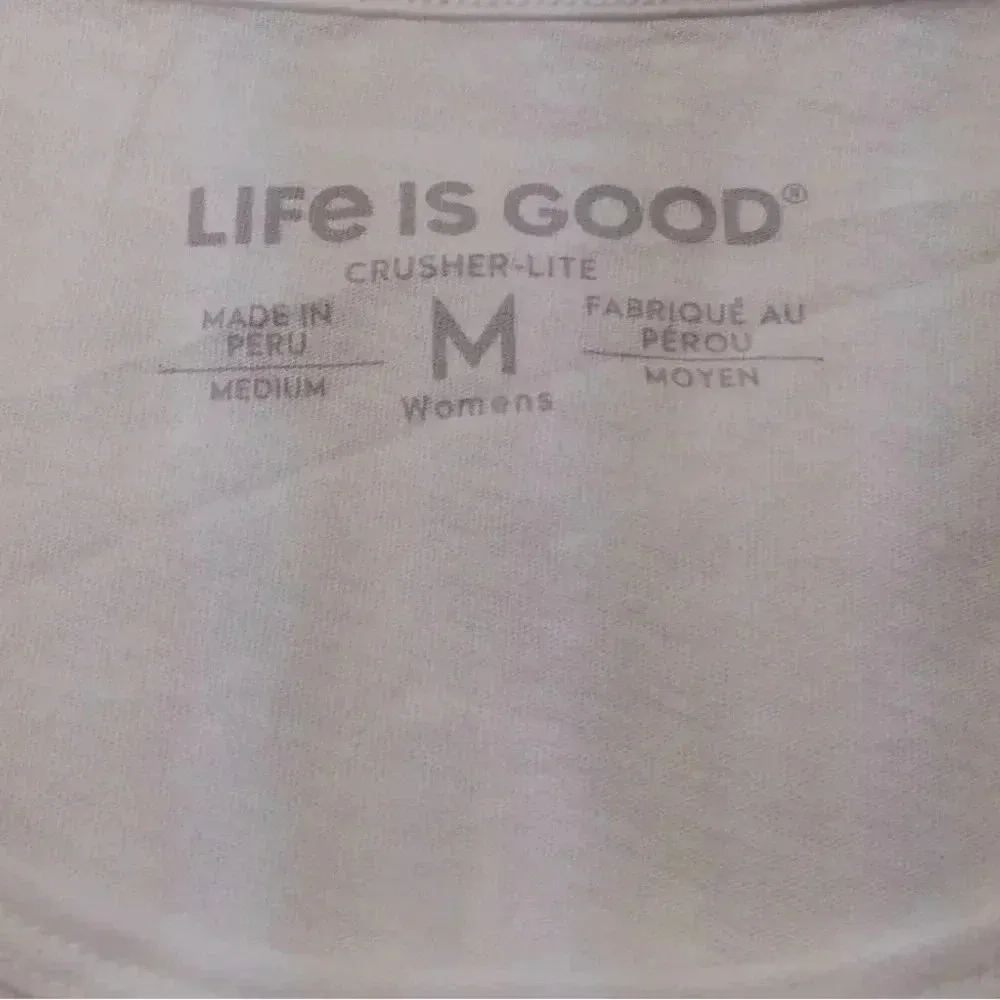 LIFe IS GOOD®
CRUSHER-LITE
MADE IN
PERU
MEDIUM
M
Womens
FABRIQUÉ AU
PÉROU
MOYEN